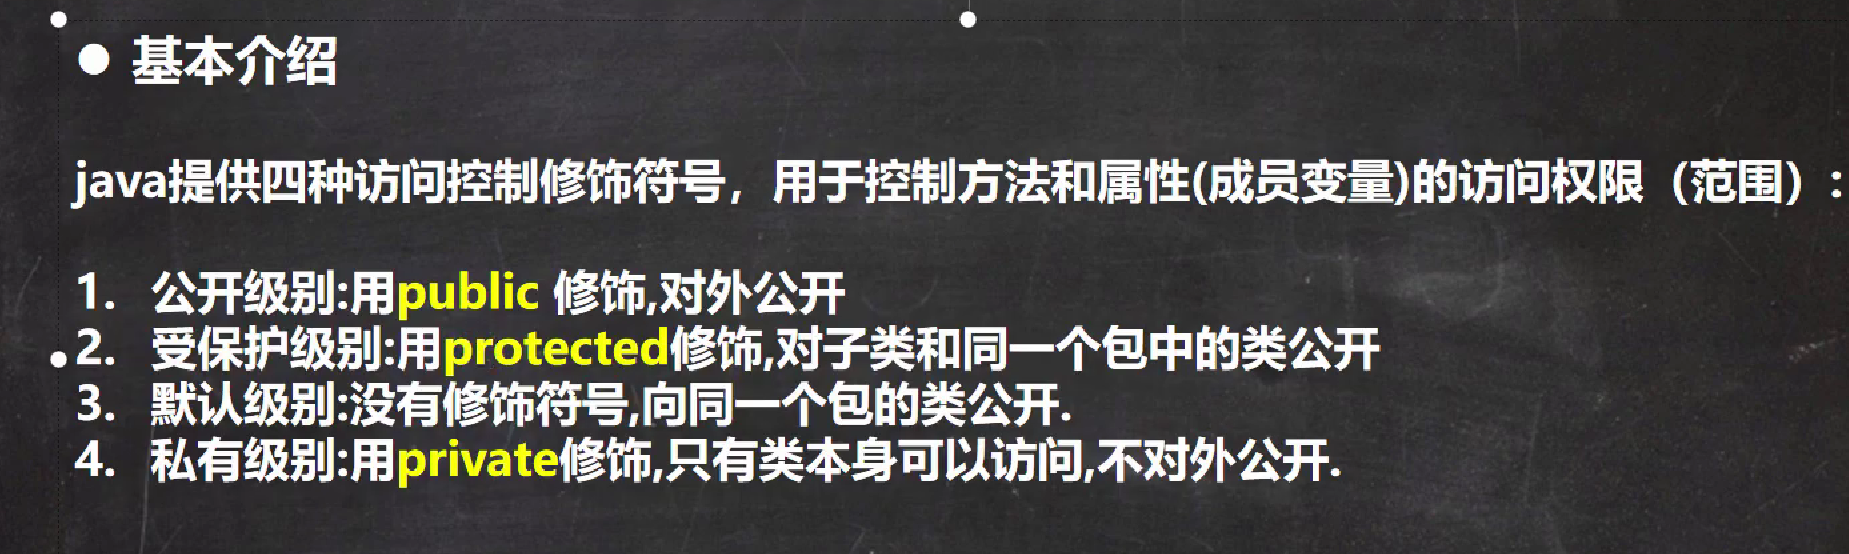 ● 基本介绍
java提供四种访问控制修饰符号，用于控制方法和属性(成员变量)的访问权限（范围）:
1. 公开级别:用public 修饰,对外公开
2. 受保护级别:用protected修饰,对子类和同一个包中的类公开
3. 默认级别:没有修饰符号,向同一个包的类公开.
4. 私有级别:用private修饰,只有类本身可以访问,不对外公开.